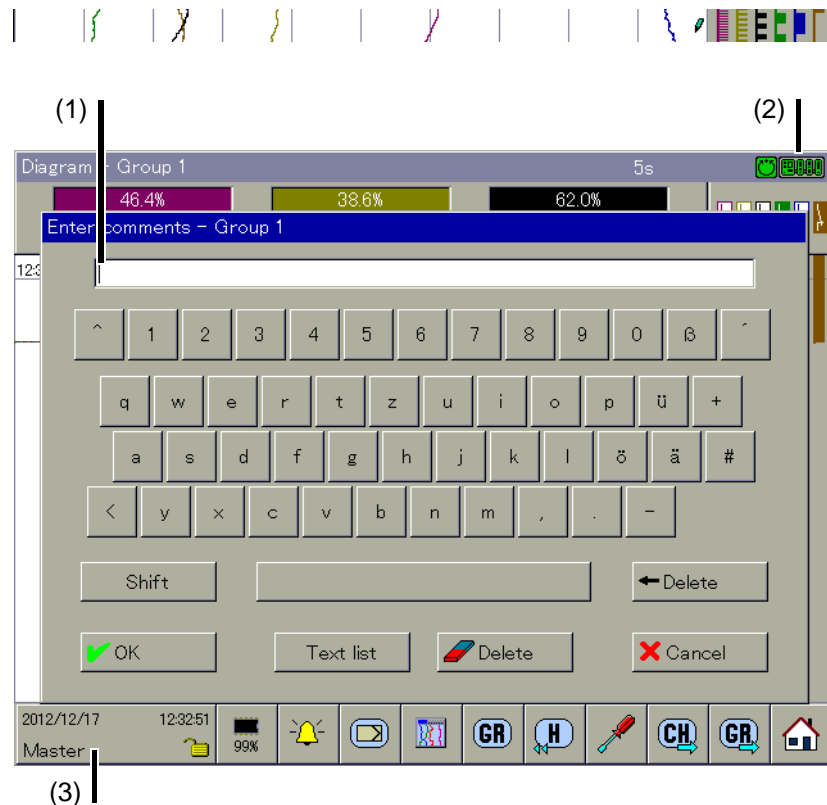 (1) (2)
Diagram - Group 1 5s
46.4% 38.6% 62.0%
Enter comments - Group 1
^ 1 2 3 4 5 6 7 8 9 0 ß ´
q w e r t z u i o p ü +
a s d f g h j k l ö ä #
< y x c v b n m , . -
Shift Delete
OK Text list Delete Cancel
2012/12/17 12:32:51
99% GR H CH GR
Master
(3)